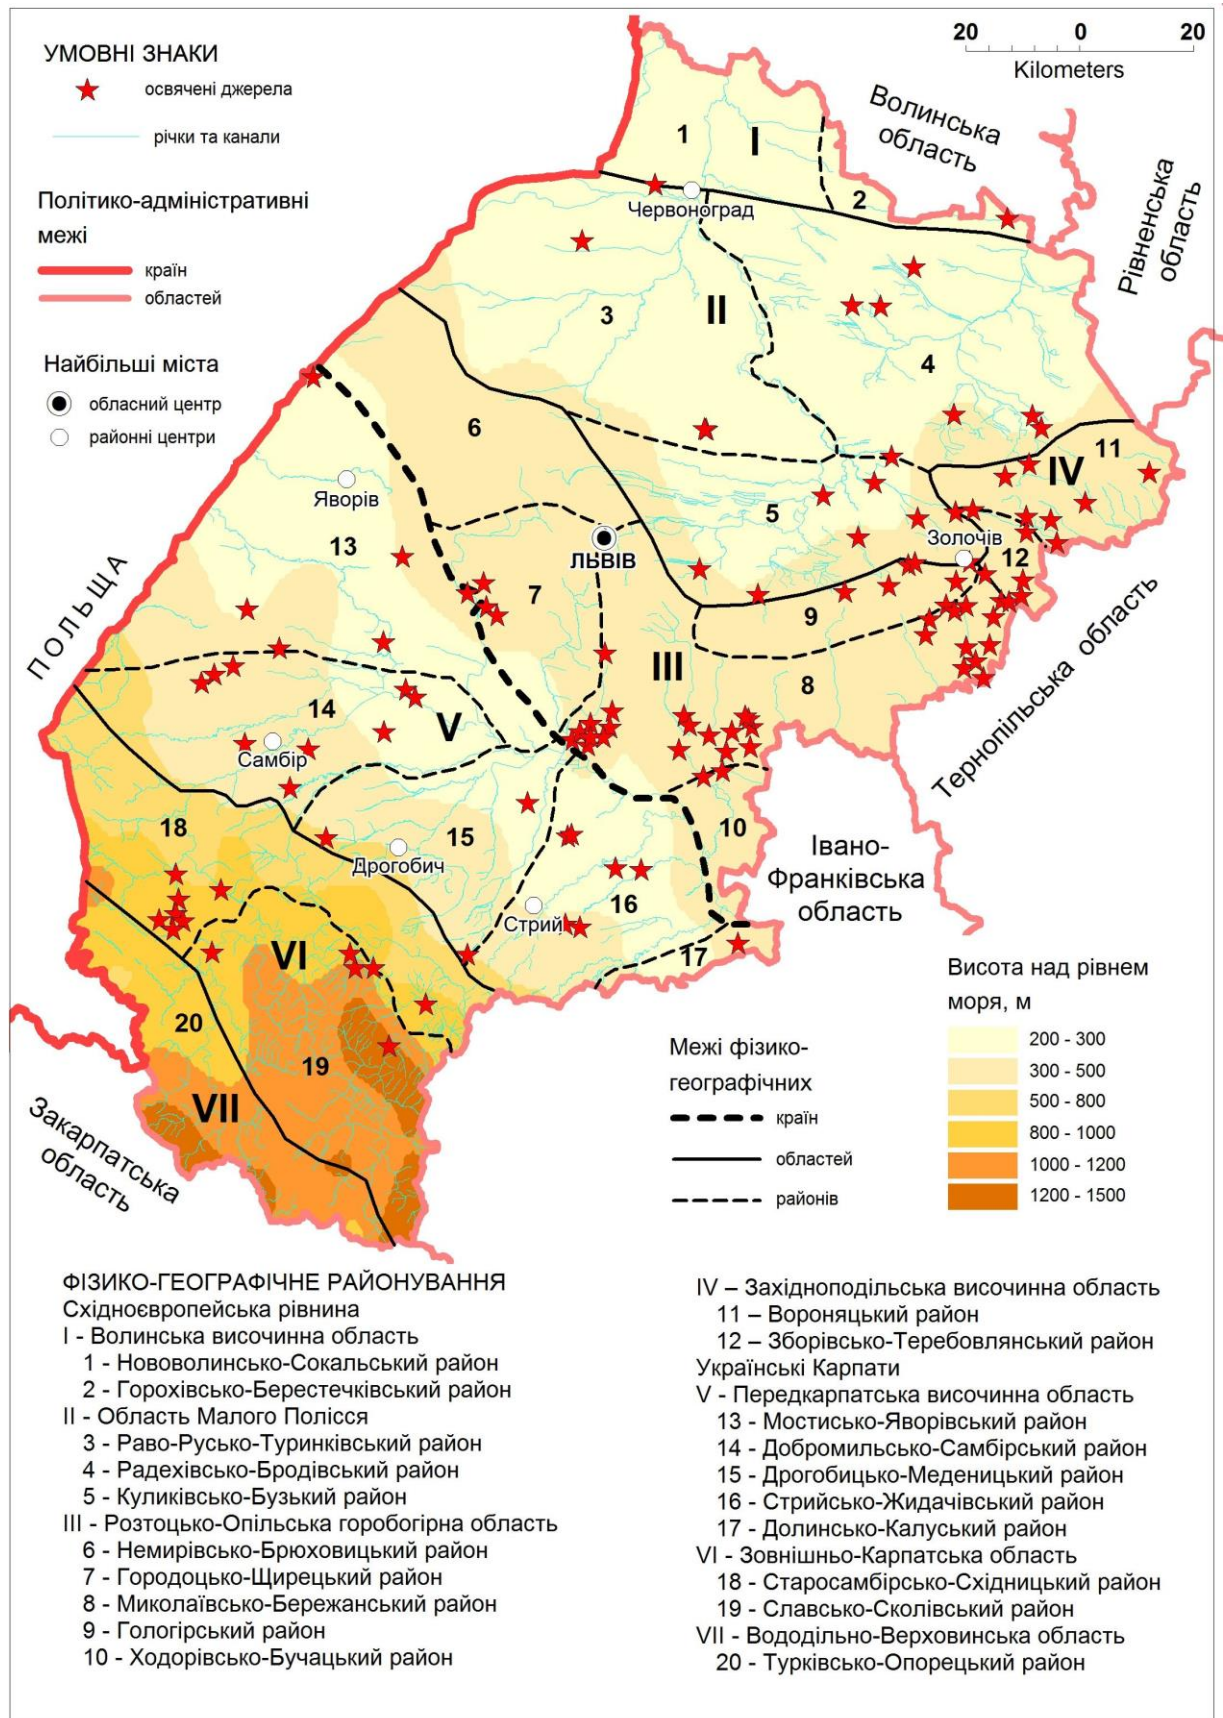 УМОВНІ ЗНАКИ
освячені джерела
річки та канали
Політико-адміністративні
межі
країн
областей
Найбільші міста
обласний центр
районні центри
20 0 20
Kilometers
Волинська
область
Рівненська
область
1
I
2
Червоноград
3
II
4
6
11
IV
Яворів
5
13
ЛЬВІВ
Золочів
12
7
9
ПОЛЬЩА
III
8
14
V
Самбір
Тернопільська область
18
15
10
Дрогобич
Івано-
Франківська
область
16
Стрий
17
VI
20
19
VII
Закарпатська
область
Межі фізико-
географічних
країн
областей
районів
Висота над рівнем
моря, м
200 - 300
300 - 500
500 - 800
800 - 1000
1000 - 1200
1200 - 1500
ФІЗИКО-ГЕОГРАФІЧНЕ РАЙОНУВАННЯ
Східноєвропейська рівнина
I - Волинська височинна область
1 - Нововолинсько-Сокальський район
2 - Горохівсько-Берестечківський район
II - Область Малого Полісся
3 - Раво-Русько-Туринківський район
4 - Радехівсько-Бродівський район
5 - Куликівсько-Бузький район
III - Розтоцько-Опільська горобогірна область
6 - Немирівсько-Брюховицький район
7 - Городоцько-Щирецький район
8 - Миколаївсько-Бережанський район
9 - Гологірський район
10 - Ходорівсько-Бучацький район
IV – Західноподільська височинна область
11 – Вороняцький район
12 – Зборівсько-Теребовлянський район
Українські Карпати
V - Передкарпатська височинна область
13 - Мостисько-Яворівський район
14 - Добромильсько-Самбірський район
15 - Дрогобицько-Меденицький район
16 - Стрийсько-Жидачівський район
17 - Долинсько-Калуський район
VI - Зовнішньо-Карпатська область
18 - Старосамбірсько-Східницький район
19 - Славсько-Сколівський район
VII - Вододільно-Верховинська область
20 - Турківсько-Опорецький район